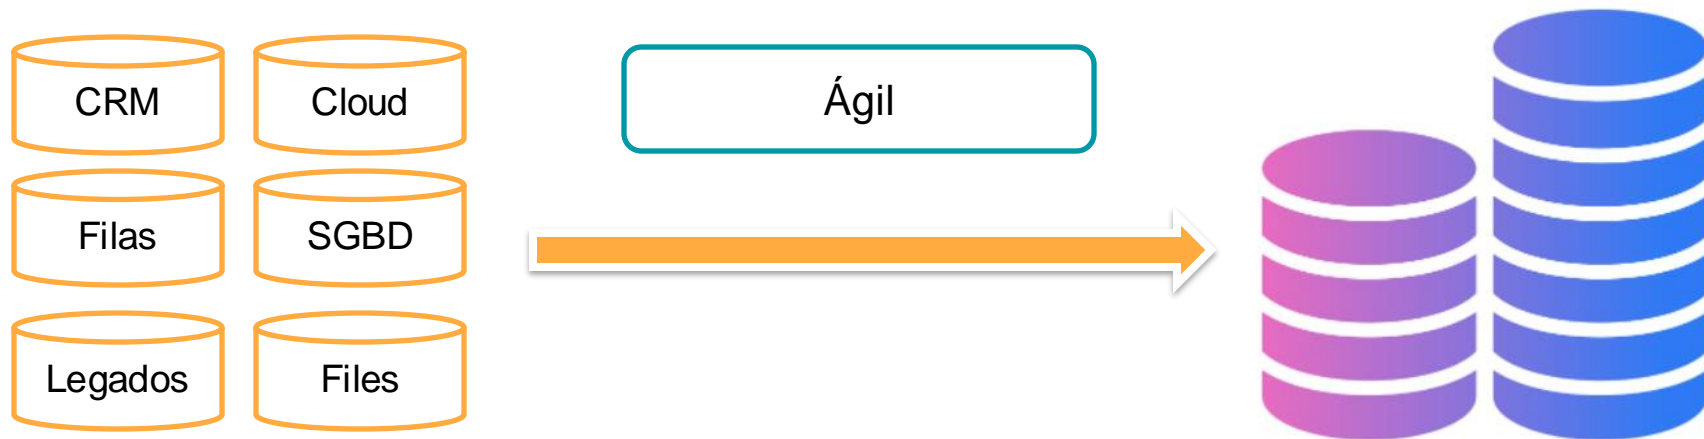 CRM
Cloud
Ágil
Filas
SGBD
Legados
Files